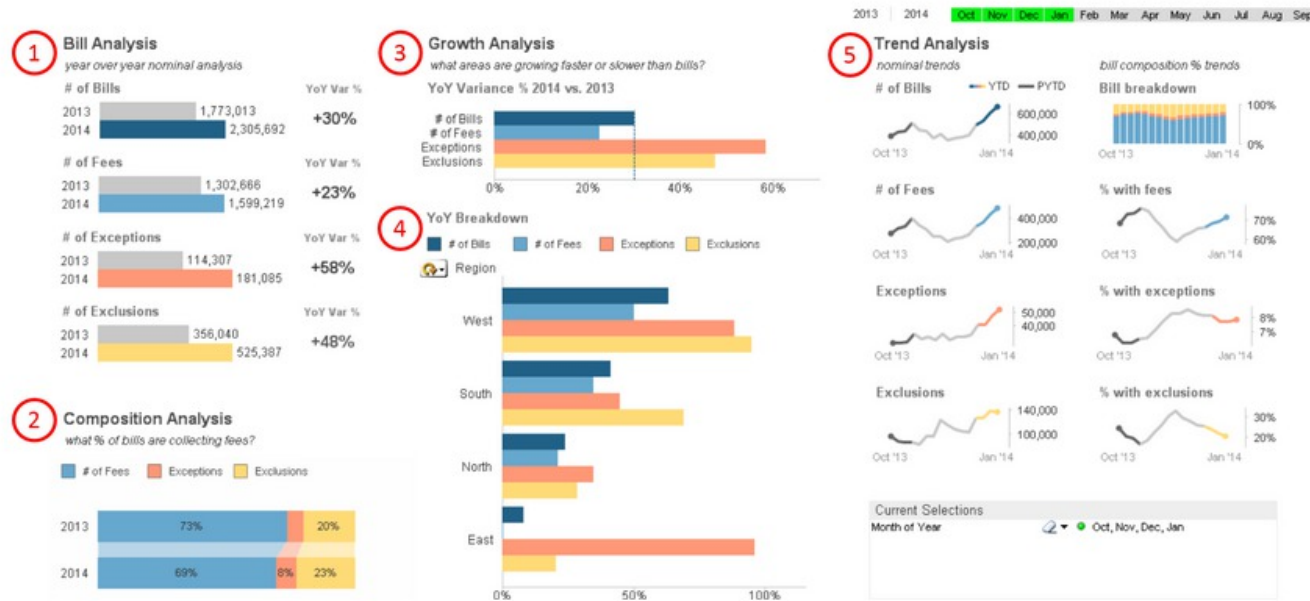 2013 2014 Oct Nov Dec Jan Feb Mar Apr May Jun Jul Aug Sep
1
Bill Analysis
year over year nominal analysis
# of Bills YoY Var %
2013 1,773,013
2014 2,305,692
+30%
# of Fees YoY Var %
2013 1,302,666
2014 1,599,219
+23%
# of Exceptions YoY Var %
2013 114,307
2014 181,085
+58%
# of Exclusions YoY Var %
2013 356,040
2014 525,387
+48%
2
Composition Analysis
what % of bills are collecting fees?
# of Fees Exceptions Exclusions
2013 73% 20%
2014 69% 8% 23%
3
Growth Analysis
what areas are growing faster or slower than bills?
YoY Variance % 2014 vs. 2013
# of Bills
# of Fees
Exceptions
Exclusions
0% 20% 40% 60%
4
YoY Breakdown
# of Bills # of Fees Exceptions Exclusions
Region
West
South
North
East
0% 50% 100%
5
Trend Analysis
nominal trends
# of Bills YTD PYTD
600,000
400,000
Oct '13 Jan '14
# of Fees
400,000
200,000
Oct '13 Jan '14
Exceptions
50,000
40,000
Oct '13 Jan '14
Exclusions
140,000
100,000
Oct '13 Jan '14
bill composition % trends
Bill breakdown
100%
0%
Oct '13 Jan '14
% with fees
70%
60%
Oct '13 Jan '14
% with exceptions
8%
7%
Oct '13 Jan '14
% with exclusions
30%
20%
Oct '13 Jan '14
Current Selections
Month of Year Oct, Nov, Dec, Jan